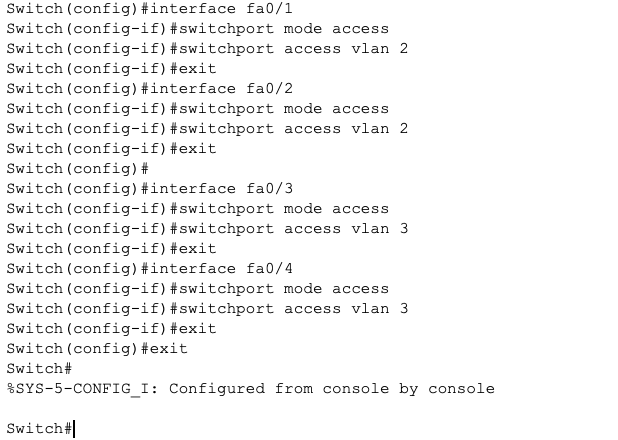 Switch(config)#interface fa0/1
Switch(config-if)#switchport mode access
Switch(config-if)#switchport access vlan 2
Switch(config-if)#exit
Switch(config)#interface fa0/2
Switch(config-if)#switchport mode access
Switch(config-if)#switchport access vlan 2
Switch(config-if)#exit
Switch(config)#
Switch(config)#interface fa0/3
Switch(config-if)#switchport mode access
Switch(config-if)#switchport access vlan 3
Switch(config-if)#exit
Switch(config)#interface fa0/4
Switch(config-if)#switchport mode access
Switch(config-if)#switchport access vlan 3
Switch(config-if)#exit
Switch(config)#exit
Switch#
%SYS-5-CONFIG_I: Configured from console by console
Switch#